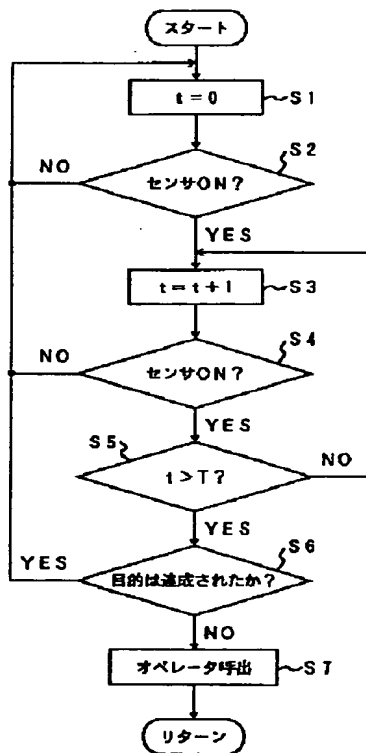 スタート
t=0
S1
S2
NO
センサON?
YES
t=t+1
S3
S4
NO
センサON?
YES
S5
t>T?
NO
YES
S6
YES
目的は達成されたか?
NO
オペレータ呼出
S7
リターン